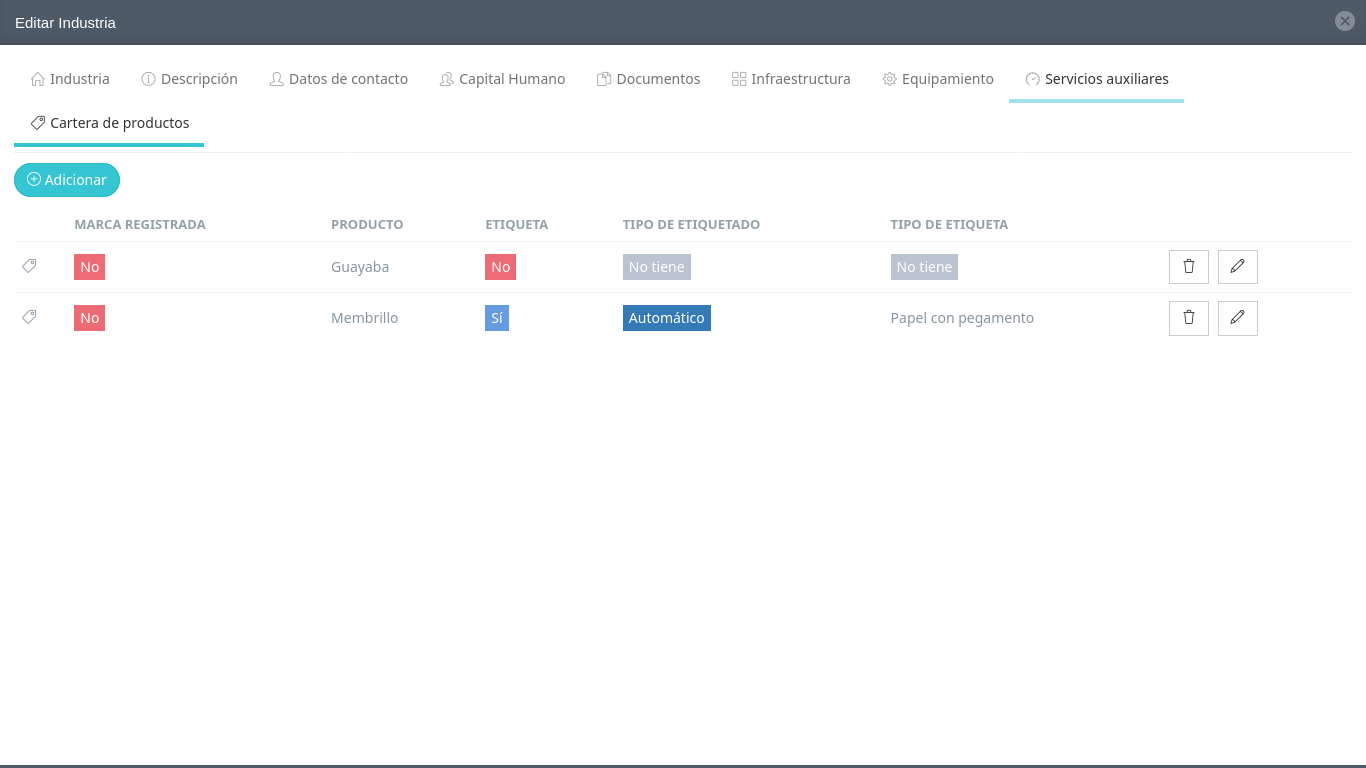 Editar Industria
Industria Descripción Datos de contacto Capital Humano Documentos Infraestructura Equipamiento Servicios auxiliares
Cartera de productos
Adicionar
MARCA REGISTRADA PRODUCTO ETIQUETA TIPO DE ETIQUETADO TIPO DE ETIQUETA
No Guayaba No No tiene No tiene
No Membrillo Sí Automático Papel con pegamento